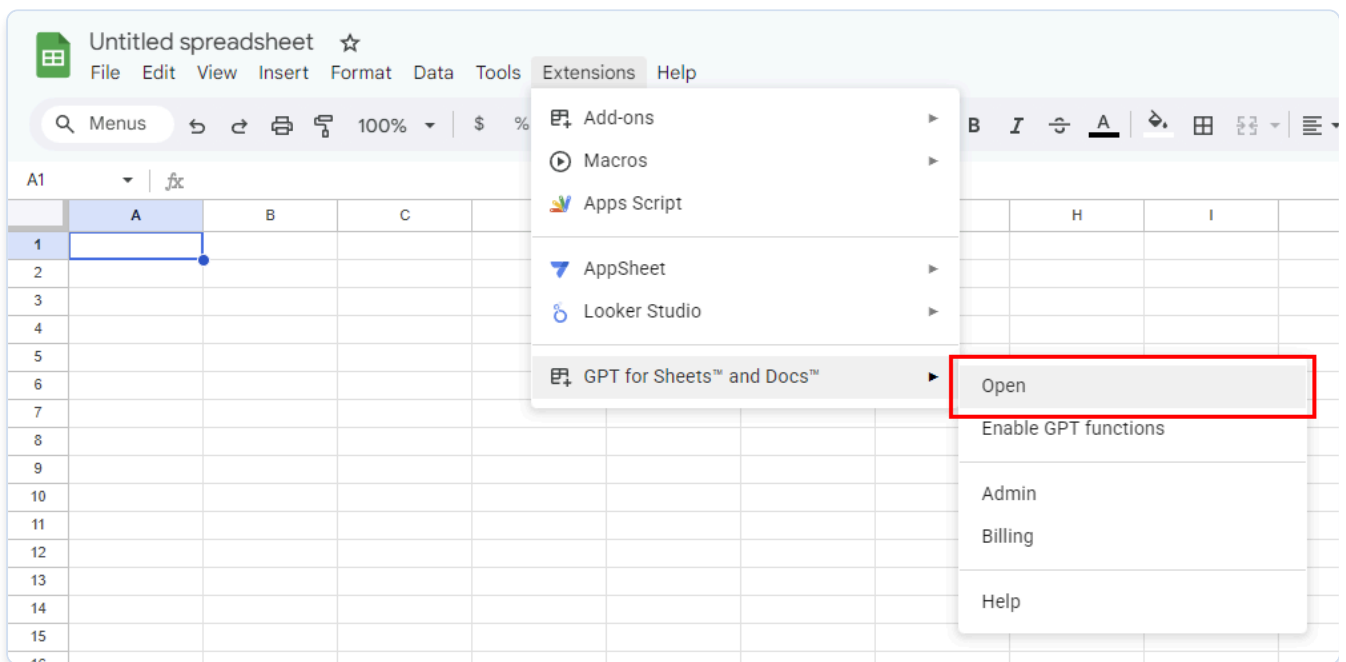 Untitled spreadsheet
File Edit View Insert Format Data Tools Extensions Help
Menus 100% $ % B I A
A1 fx
A B C H I
Add-ons
Macros
Apps Script
AppSheet
Looker Studio
GPT for Sheets™ and Docs™
Open
Enable GPT functions
Admin
Billing
Help
1
2
3
4
5
6
7
8
9
10
11
12
13
14
15